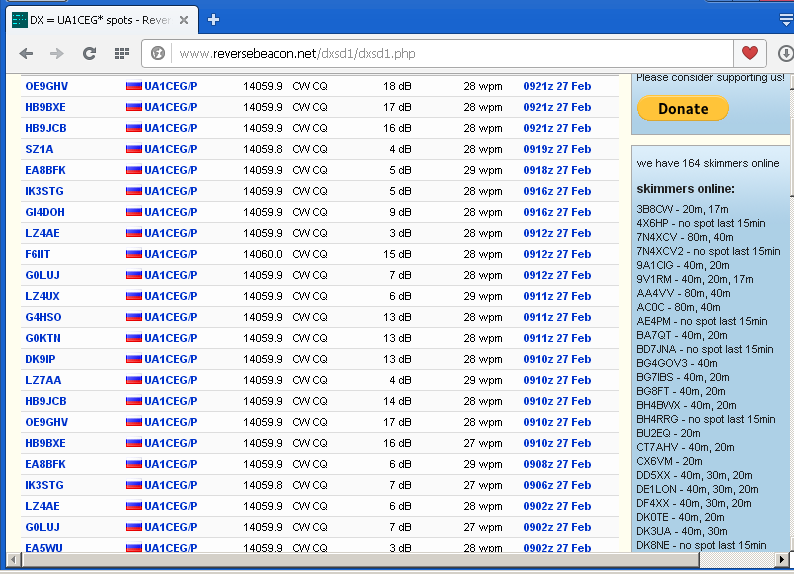 DX = UA1CEG* spots - Rever
www.reversebeacon.net/dxsd1/dxsd1.php
OE9GHV UA1CEG/P 14059.9 CW CQ 18 dB 28 wpm 0921z 27 Feb
HB9BXE UA1CEG/P 14059.9 CW CQ 17 dB 28 wpm 0921z 27 Feb
HB9JCB UA1CEG/P 14059.9 CW CQ 16 dB 28 wpm 0921z 27 Feb
SZ1A UA1CEG/P 14059.8 CW CQ 4 dB 28 wpm 0919z 27 Feb
EA8BFK UA1CEG/P 14059.9 CW CQ 5 dB 29 wpm 0918z 27 Feb
IK3STG UA1CEG/P 14059.9 CW CQ 5 dB 28 wpm 0916z 27 Feb
GI4DOH UA1CEG/P 14059.9 CW CQ 9 dB 28 wpm 0916z 27 Feb
LZ4AE UA1CEG/P 14059.9 CW CQ 3 dB 28 wpm 0912z 27 Feb
F6IIT UA1CEG/P 14060.0 CW CQ 15 dB 28 wpm 0912z 27 Feb
G0LUJ UA1CEG/P 14059.9 CW CQ 7 dB 28 wpm 0912z 27 Feb
LZ4UX UA1CEG/P 14059.9 CW CQ 6 dB 29 wpm 0911z 27 Feb
G4HSO UA1CEG/P 14059.9 CW CQ 13 dB 28 wpm 0911z 27 Feb
G0KTN UA1CEG/P 14059.9 CW CQ 13 dB 28 wpm 0911z 27 Feb
DK9IP UA1CEG/P 14059.9 CW CQ 13 dB 28 wpm 0910z 27 Feb
LZ7AA UA1CEG/P 14059.9 CW CQ 4 dB 29 wpm 0910z 27 Feb
HB9JCB UA1CEG/P 14059.9 CW CQ 14 dB 28 wpm 0910z 27 Feb
OE9GHV UA1CEG/P 14059.9 CW CQ 17 dB 28 wpm 0910z 27 Feb
HB9BXE UA1CEG/P 14059.9 CW CQ 16 dB 27 wpm 0910z 27 Feb
EA8BFK UA1CEG/P 14059.9 CW CQ 6 dB 29 wpm 0908z 27 Feb
IK3STG UA1CEG/P 14059.8 CW CQ 7 dB 27 wpm 0906z 27 Feb
LZ4AE UA1CEG/P 14059.9 CW CQ 6 dB 28 wpm 0902z 27 Feb
G0LUJ UA1CEG/P 14059.9 CW CQ 7 dB 27 wpm 0902z 27 Feb
EA5WU UA1CEG/P 14059.9 CW CQ 3 dB 28 wpm 0902z 27 Feb
Please consider supporting us!
Donate
we have 164 skimmers online
skimmers online:
3B8CW - 20m, 17m
4X6HP - no spot last 15min
7N4XCV - 80m, 40m
7N4XCV2 - no spot last 15min
9A1CIG - 40m, 20m
9V1RM - 40m, 20m, 17m
AA4VV - 80m, 40m
AC0C - 80m, 40m
AE4PM - no spot last 15min
BA7QT - 40m, 20m
BD7JNA - no spot last 15min
BG4GOV3 - 40m
BG7IBS - 40m, 20m
BG8FT - 40m, 20m
BH4BWX - 40m, 20m
BH4RRG - no spot last 15min
BU2EQ - 20m
CT7AHV - 40m, 20m
CX6VM - 20m
DD5XX - 40m, 30m, 20m
DE1LON - 40m, 30m, 20m
DF4XX - 40m, 30m, 20m
DK0TE - 40m, 20m
DK3UA - 40m, 30m
DK8NE - no spot last 15min